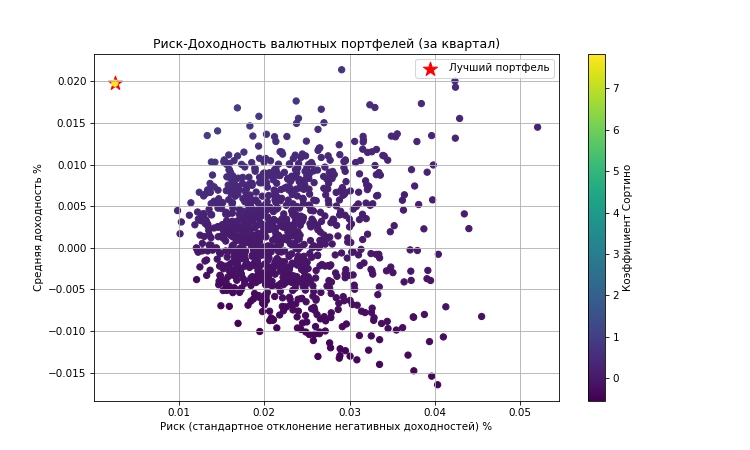 Риск-Доходность валютных портфелей (за квартал)
Лучший портфель
Средняя доходность %
0.020
0.015
0.010
0.005
0.000
−0.005
−0.010
−0.015
0.01 0.02 0.03 0.04 0.05
Риск (стандартное отклонение негативных доходностей) %
7
6
5
4
3
2
1
0
Коэффициент Сортино